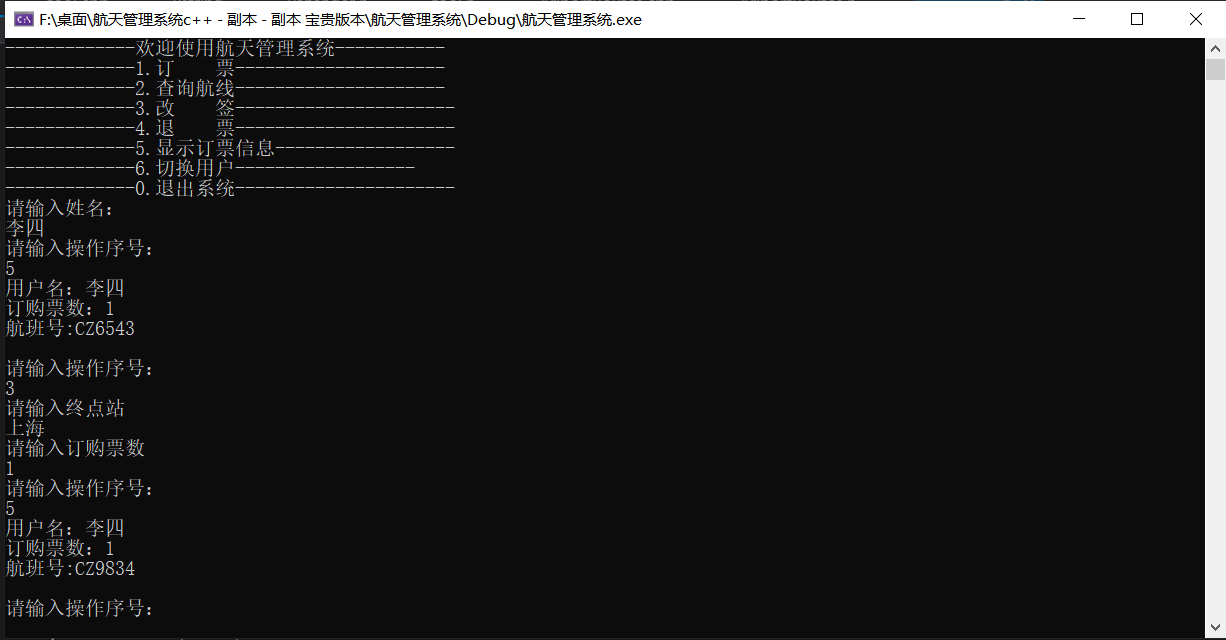 F:\桌面\航天管理系统c++ - 副本 - 副本 宝贵版本\航天管理系统\Debug\航天管理系统.exe
-------------欢迎使用航天管理系统-----------
-------------1.订    票---------------------
-------------2.查询航线---------------------
-------------3.改    签----------------------
-------------4.退    票----------------------
-------------5.显示订票信息------------------
-------------6.切换用户------------------
-------------0.退出系统----------------------
请输入姓名：
李四
请输入操作序号：
5
用户名：李四
订购票数：1
航班号:CZ6543
请输入操作序号：
3
请输入终点站
上海
请输入订购票数
1
请输入操作序号：
5
用户名：李四
订购票数：1
航班号:CZ9834
请输入操作序号：